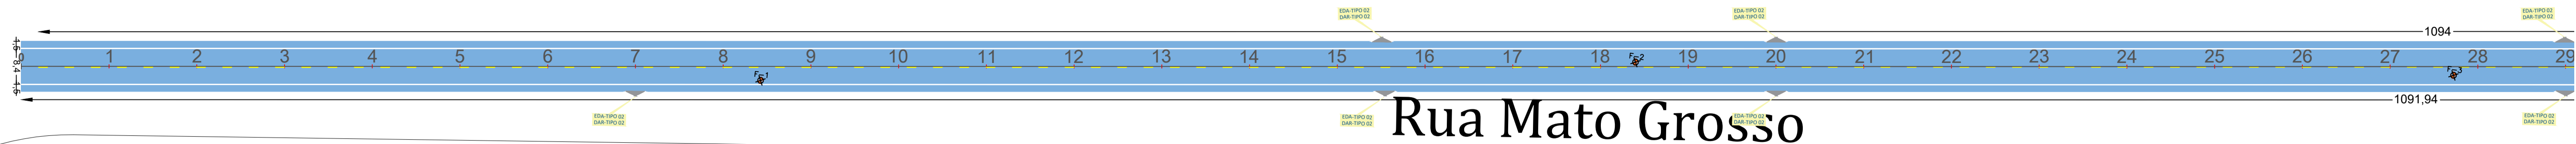 EDA-TIPO 02
DAR-TIPO 02
EDA-TIPO 02
DAR-TIPO 02
EDA-TIPO 02
DAR-TIPO 02
1094
1 2 3 4 5 6 7 8 9 10 11 12 13 14 15 16 17 18 19 20 21 22 23 24 25 26 27 28 29
FS1
FS2
FS3
1091,94
EDA-TIPO 02
DAR-TIPO 02
EDA-TIPO 02
DAR-TIPO 02
Rua Mato Grosso
EDA-TIPO 02
DAR-TIPO 02
EDA-TIPO 02
DAR-TIPO 02